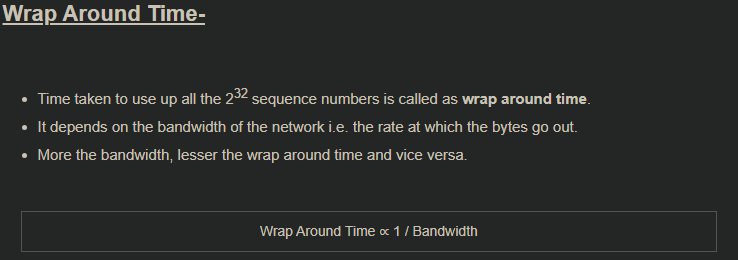 Wrap Around Time-
• Time taken to use up all the 2³² sequence numbers is called as wrap around time.
• It depends on the bandwidth of the network i.e. the rate at which the bytes go out.
• More the bandwidth, lesser the wrap around time and vice versa.
Wrap Around Time ∝ 1 / Bandwidth